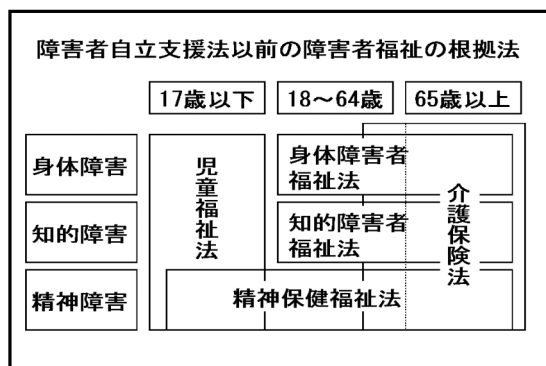 障害者自立支援法以前の障害者福祉の根拠法
17歳以下
18～64歳
65歳以上
身体障害
児童福祉法
身体障害者
福祉法
介護保険法
知的障害
知的障害者
福祉法
精神障害
精神保健福祉法